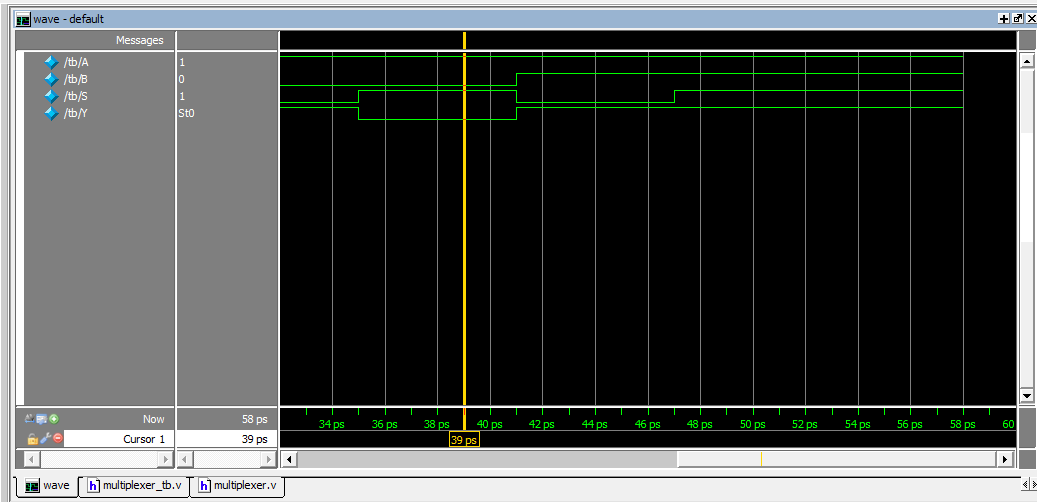 wave - default
Messages
/tb/A 1
/tb/B 0
/tb/S 1
/tb/Y St0
Now 58 ps 34 ps 36 ps 38 ps 40 ps 42 ps 44 ps 46 ps 48 ps 50 ps 52 ps 54 ps 56 ps 58 ps 60
Cursor 1 39 ps 39 ps
wave multiplexer_tb.v multiplexer.v